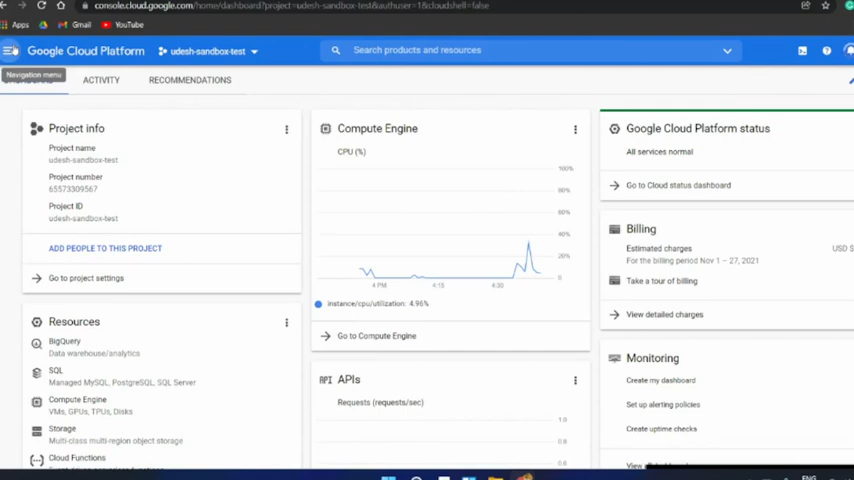 console.cloud.google.com/home/dashboard?project=udesh-sandbox-test&authuser=1&cloudshell=false
Apps
Gmail
YouTube
Google Cloud Platform
udesh-sandbox-test
Search products and resources
Navigation menu
ACTIVITY
RECOMMENDATIONS
Project info
Project name
udesh-sandbox-test
Project number
65573309567
Project ID
udesh-sandbox-test
ADD PEOPLE TO THIS PROJECT
Go to project settings
Resources
BigQuery
Data warehouse/analytics
SQL
Managed MySQL, PostgreSQL, SQL Server
Compute Engine
VMs, GPUs, TPUs, Disks
Storage
Multi-class multi-region object storage
Cloud Functions
Compute Engine
CPU (%)
100%
80%
60%
40%
20%
0
4 PM
4:15
4:30
instance/cpu/utilization: 4.96%
Go to Compute Engine
APIs
Requests (requests/sec)
1.0
0.8
0.6
Google Cloud Platform status
All services normal
Go to Cloud status dashboard
Billing
Estimated charges
USD $
For the billing period Nov 1 – 27, 2021
Take a tour of billing
View detailed charges
Monitoring
Create my dashboard
Set up alerting policies
Create uptime checks
ENG